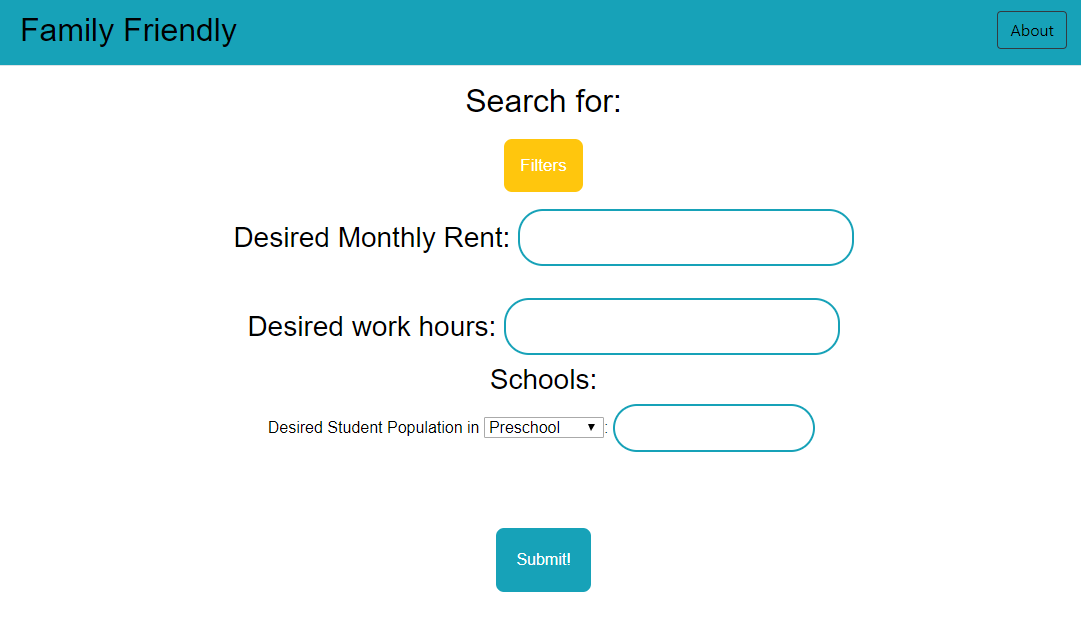 Family Friendly
About
Search for:
Filters
Desired Monthly Rent:
Desired work hours:
Schools:
Desired Student Population in Preschool :
Submit!